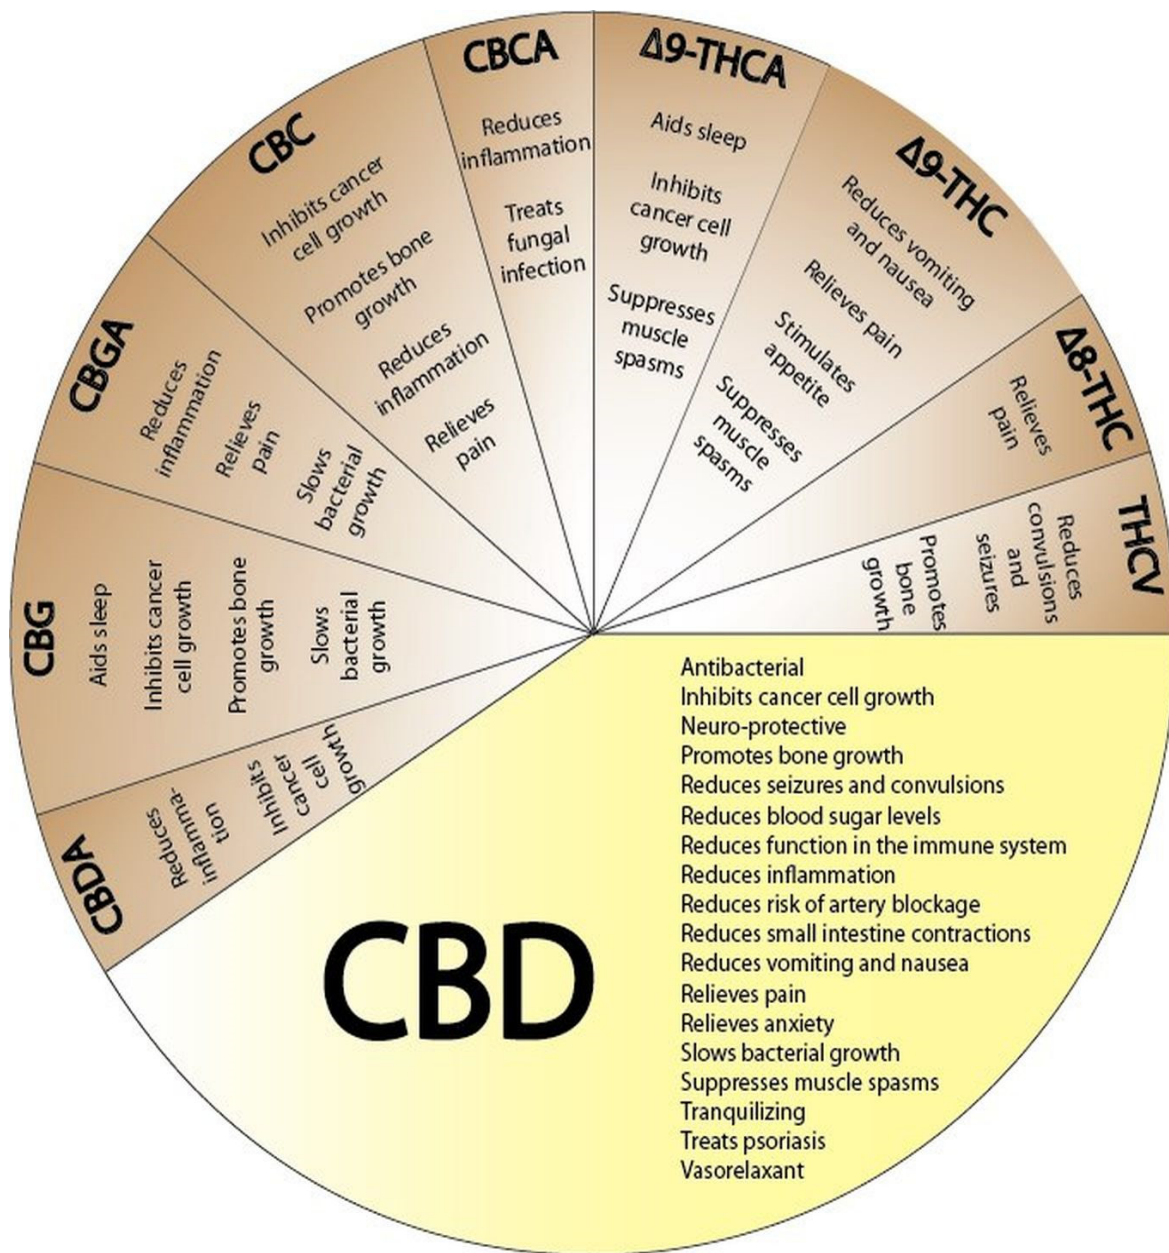 CBCA
Reduces
inflammation
Treats
fungal
infection
Δ9-THCA
Aids sleep
Inhibits
cancer cell
growth
Suppresses
muscle
spasms
Δ9-THC
Reduces vomiting
and nausea
Relieves pain
Stimulates
appetite
Suppresses
muscle
spasms
Δ8-THC
Relieves
pain
THCV
Reduces
convulsions
and
seizures
Promotes
bone
growth
CBD
Antibacterial
Inhibits cancer cell growth
Neuro-protective
Promotes bone growth
Reduces seizures and convulsions
Reduces blood sugar levels
Reduces function in the immune system
Reduces inflammation
Reduces risk of artery blockage
Reduces small intestine contractions
Reduces vomiting and nausea
Relieves pain
Relieves anxiety
Slows bacterial growth
Suppresses muscle spasms
Tranquilizing
Treats psoriasis
Vasorelaxant
CBDA
Reduces
inflamma-
tion
Inhibits
cancer
cell
growth
CBG
Aids sleep
Inhibits cancer
cell growth
Promotes bone
growth
Slows
bacterial
growth
CBGA
Reduces
inflammation
Relieves
pain
Slows
bacterial
growth
CBC
Inhibits cancer
cell growth
Promotes bone
growth
Reduces
inflammation
Relieves
pain